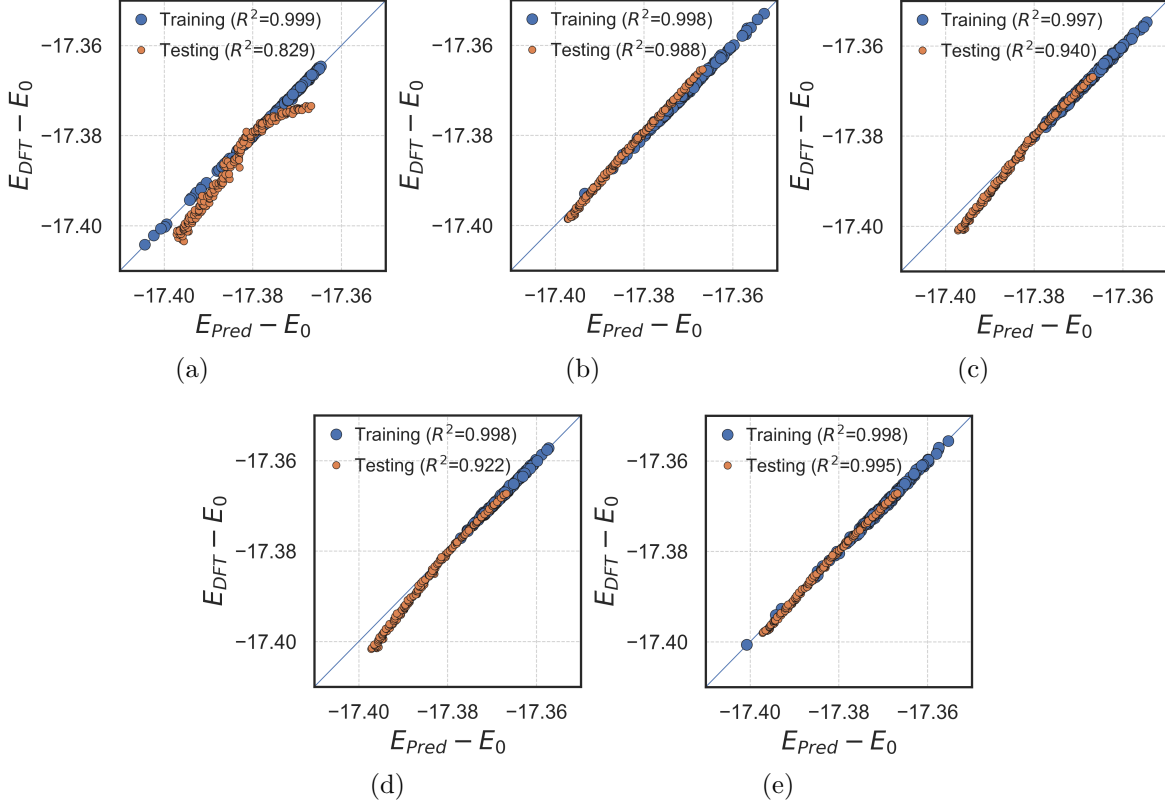 Training (R²=0.999)
Testing (R²=0.829)
−17.36
−17.38
−17.40
E_DFT − E_0
−17.40
−17.38
−17.36
E_Pred − E_0
(a)
Training (R²=0.998)
Testing (R²=0.988)
−17.36
−17.38
−17.40
E_DFT − E_0
−17.40
−17.38
−17.36
E_Pred − E_0
(b)
Training (R²=0.997)
Testing (R²=0.940)
−17.36
−17.38
−17.40
E_DFT − E_0
−17.40
−17.38
−17.36
E_Pred − E_0
(c)
Training (R²=0.998)
Testing (R²=0.922)
−17.36
−17.38
−17.40
E_DFT − E_0
−17.40
−17.38
−17.36
E_Pred − E_0
(d)
Training (R²=0.998)
Testing (R²=0.995)
−17.36
−17.38
−17.40
E_DFT − E_0
−17.40
−17.38
−17.36
E_Pred − E_0
(e)